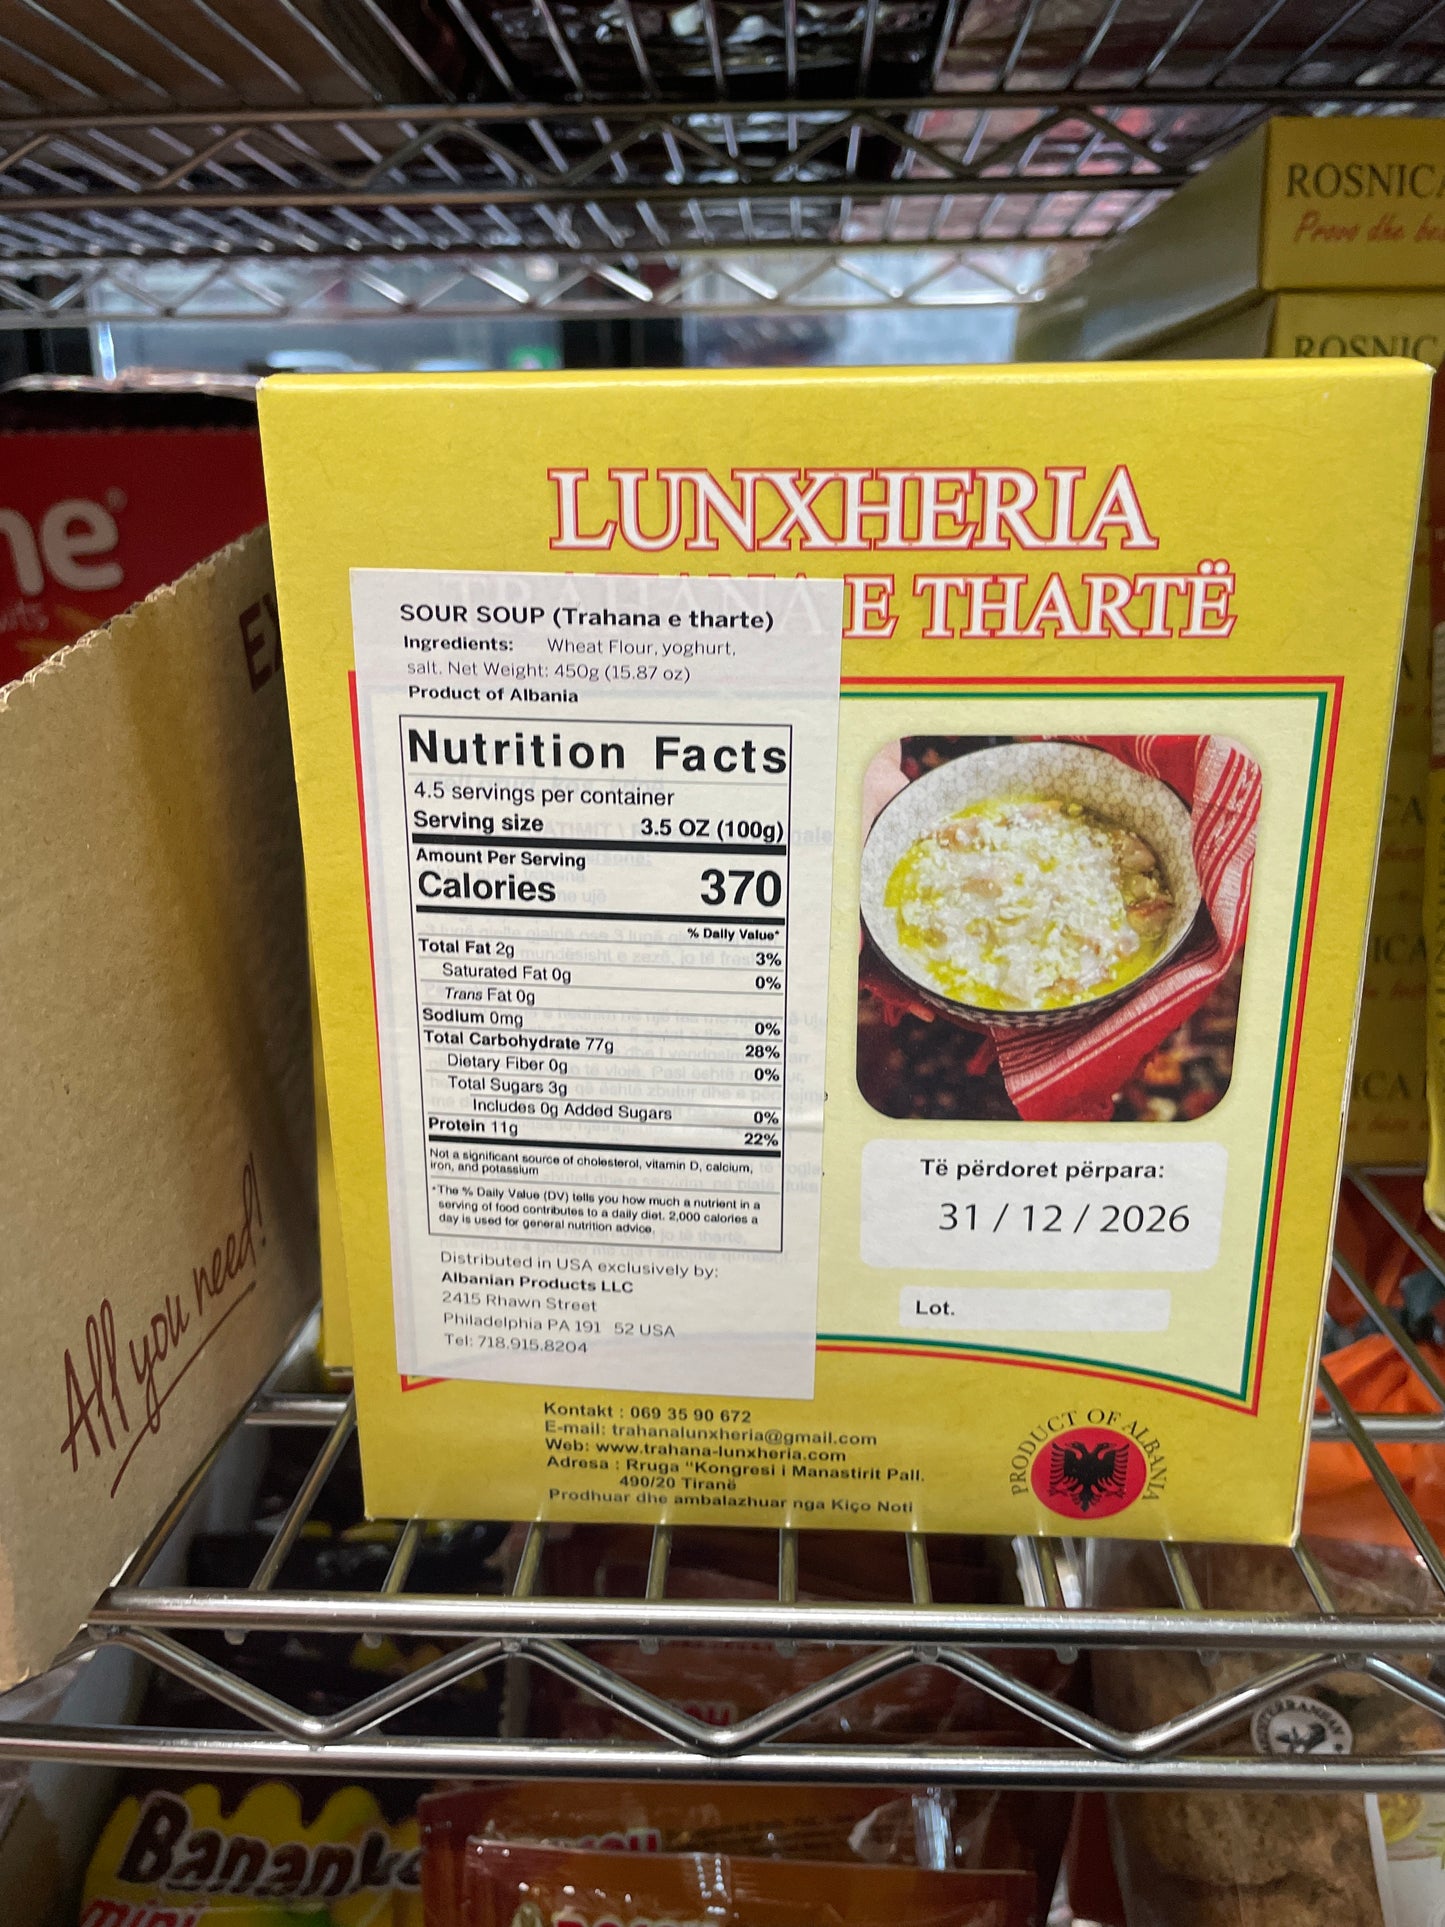 ROSNICA
Provo dhe
ROSNIC
LUNXHERIA
TRAHANA E THARTË
SOUR SOUP (Trahana e tharte)
Ingredients: Wheat Flour, yoghurt,
salt. Net Weight: 450g (15.87 oz)
Product of Albania
Nutrition Facts
4.5 servings per container
Serving size 3.5 OZ (100g)
Amount Per Serving
Calories 370
% Daily Value*
Total Fat 2g 3%
Saturated Fat 0g 0%
Trans Fat 0g
Sodium 0mg 0%
Total Carbohydrate 77g 28%
Dietary Fiber 0g 0%
Total Sugars 3g
Includes 0g Added Sugars 0%
Protein 11g 22%
Not a significant source of cholesterol, vitamin D, calcium,
iron, and potassium
*The % Daily Value (DV) tells you how much a nutrient in a
serving of food contributes to a daily diet. 2,000 calories a
day is used for general nutrition advice.
Distributed in USA exclusively by:
Albanian Products LLC
2415 Rhawn Street
Philadelphia PA 191 52 USA
Tel: 718.915.8204
Të përdoret përpara:
31 / 12 / 2026
Lot.
Kontakt : 069 35 90 672
E-mail: trahanalunxheria@gmail.com
Web: www.trahana-lunxheria.com
Adresa : Rruga "Kongresi i Manastirit Pall.
490/20 Tiranë
Prodhuar dhe ambalazhuar nga Kiço Noti
PRODUCT OF ALBANIA
All you need!
Bananko
mini